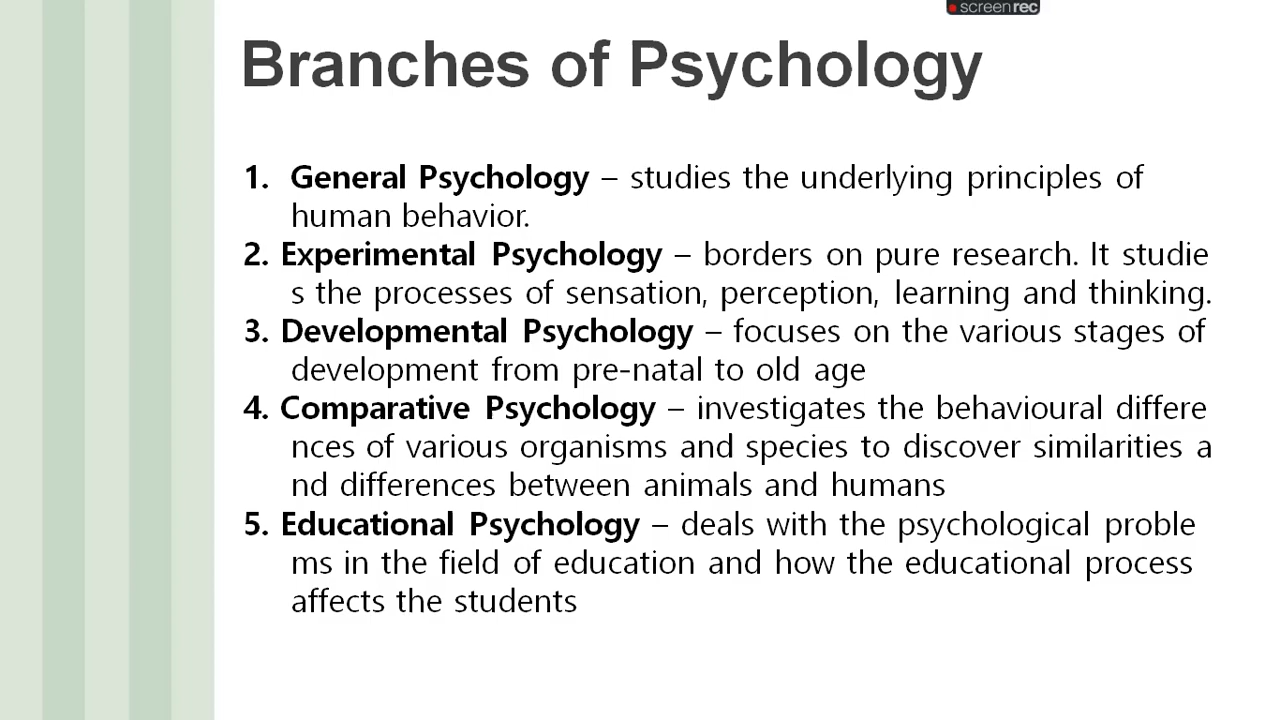 screenrec
Branches of Psychology
1. General Psychology – studies the underlying principles of
human behavior.
2. Experimental Psychology – borders on pure research. It studie
s the processes of sensation, perception, learning and thinking.
3. Developmental Psychology – focuses on the various stages of
development from pre-natal to old age
4. Comparative Psychology – investigates the behavioural differe
nces of various organisms and species to discover similarities a
nd differences between animals and humans
5. Educational Psychology – deals with the psychological proble
ms in the field of education and how the educational process
affects the students